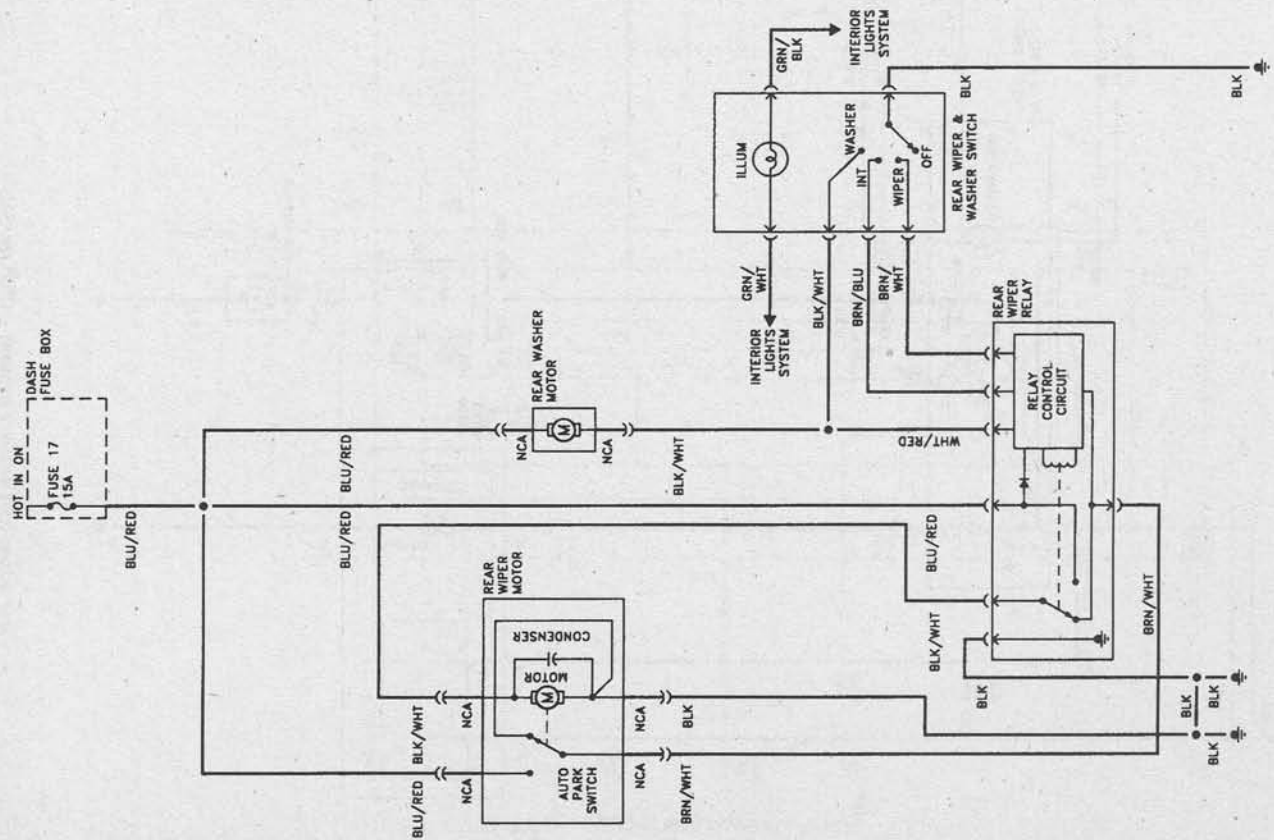 HOT IN ON
DASH
FUSE BOX
FUSE 17
15A
BLU/RED
BLU/RED
BLU/RED
REAR WASHER
MOTOR
NCA
NCA
BLK/WHT
REAR
WIPER
MOTOR
CONDENSER
MOTOR
M
M
AUTO
PARK
SWITCH
BLU/RED
NCA
BLK/WHT
NCA
NCA
BLK
NCA
BRN/WHT
GRN/
BLK
INTERIOR
LIGHTS
SYSTEM
ILLUM
WASHER
INT
WIPER
OFF
REAR WIPER &
WASHER SWITCH
BLK
BLK
GRN/
WHT
INTERIOR
LIGHTS
SYSTEM
BLK/WHT
BRN/BLU
BRN/
WHT
REAR
WIPER
RELAY
RELAY
CONTROL
CIRCUIT
WHT/RED
BLU/RED
BLK/WHT
BLK
BRN/WHT
BLK
BLK
BLK